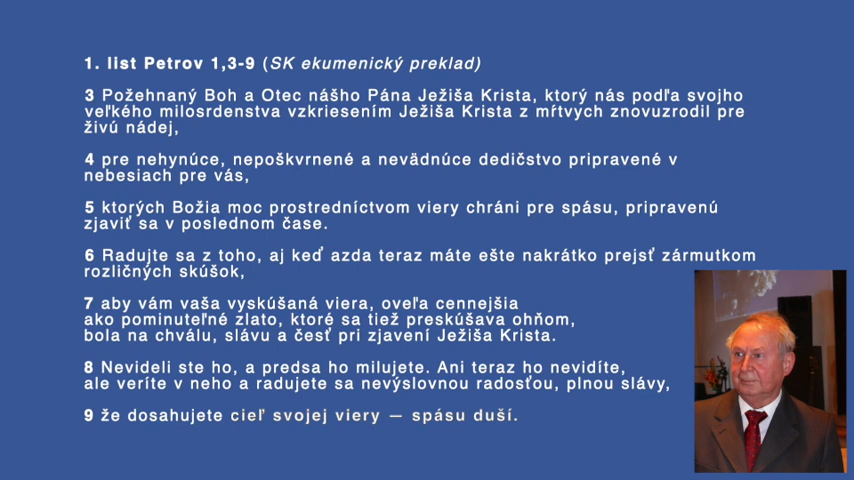 1. list Petrov 1,3-9 (SK ekumenický preklad)
3 Požehnaný Boh a Otec nášho Pána Ježiša Krista, ktorý nás podľa svojho
veľkého milosrdenstva vzkriesením Ježiša Krista z mŕtvych znovuzrodil pre
živú nádej,
4 pre nehynúce, nepoškvrnené a nevädnúce dedičstvo pripravené v
nebesiach pre vás,
5 ktorých Božia moc prostredníctvom viery chráni pre spásu, pripravenú
zjaviť sa v poslednom čase.
6 Radujte sa z toho, aj keď azda teraz máte ešte nakrátko prejsť zármutkom
rozličných skúšok,
7 aby vám vaša vyskúšaná viera, oveľa cennejšia
ako pominuteľné zlato, ktoré sa tiež preskúšava ohňom,
bola na chválu, slávu a česť pri zjavení Ježiša Krista.
8 Nevideli ste ho, a predsa ho milujete. Ani teraz ho nevidíte,
ale veríte v neho a radujete sa nevýslovnou radosťou, plnou slávy,
9 že dosahujete cieľ svojej viery — spásu duší.